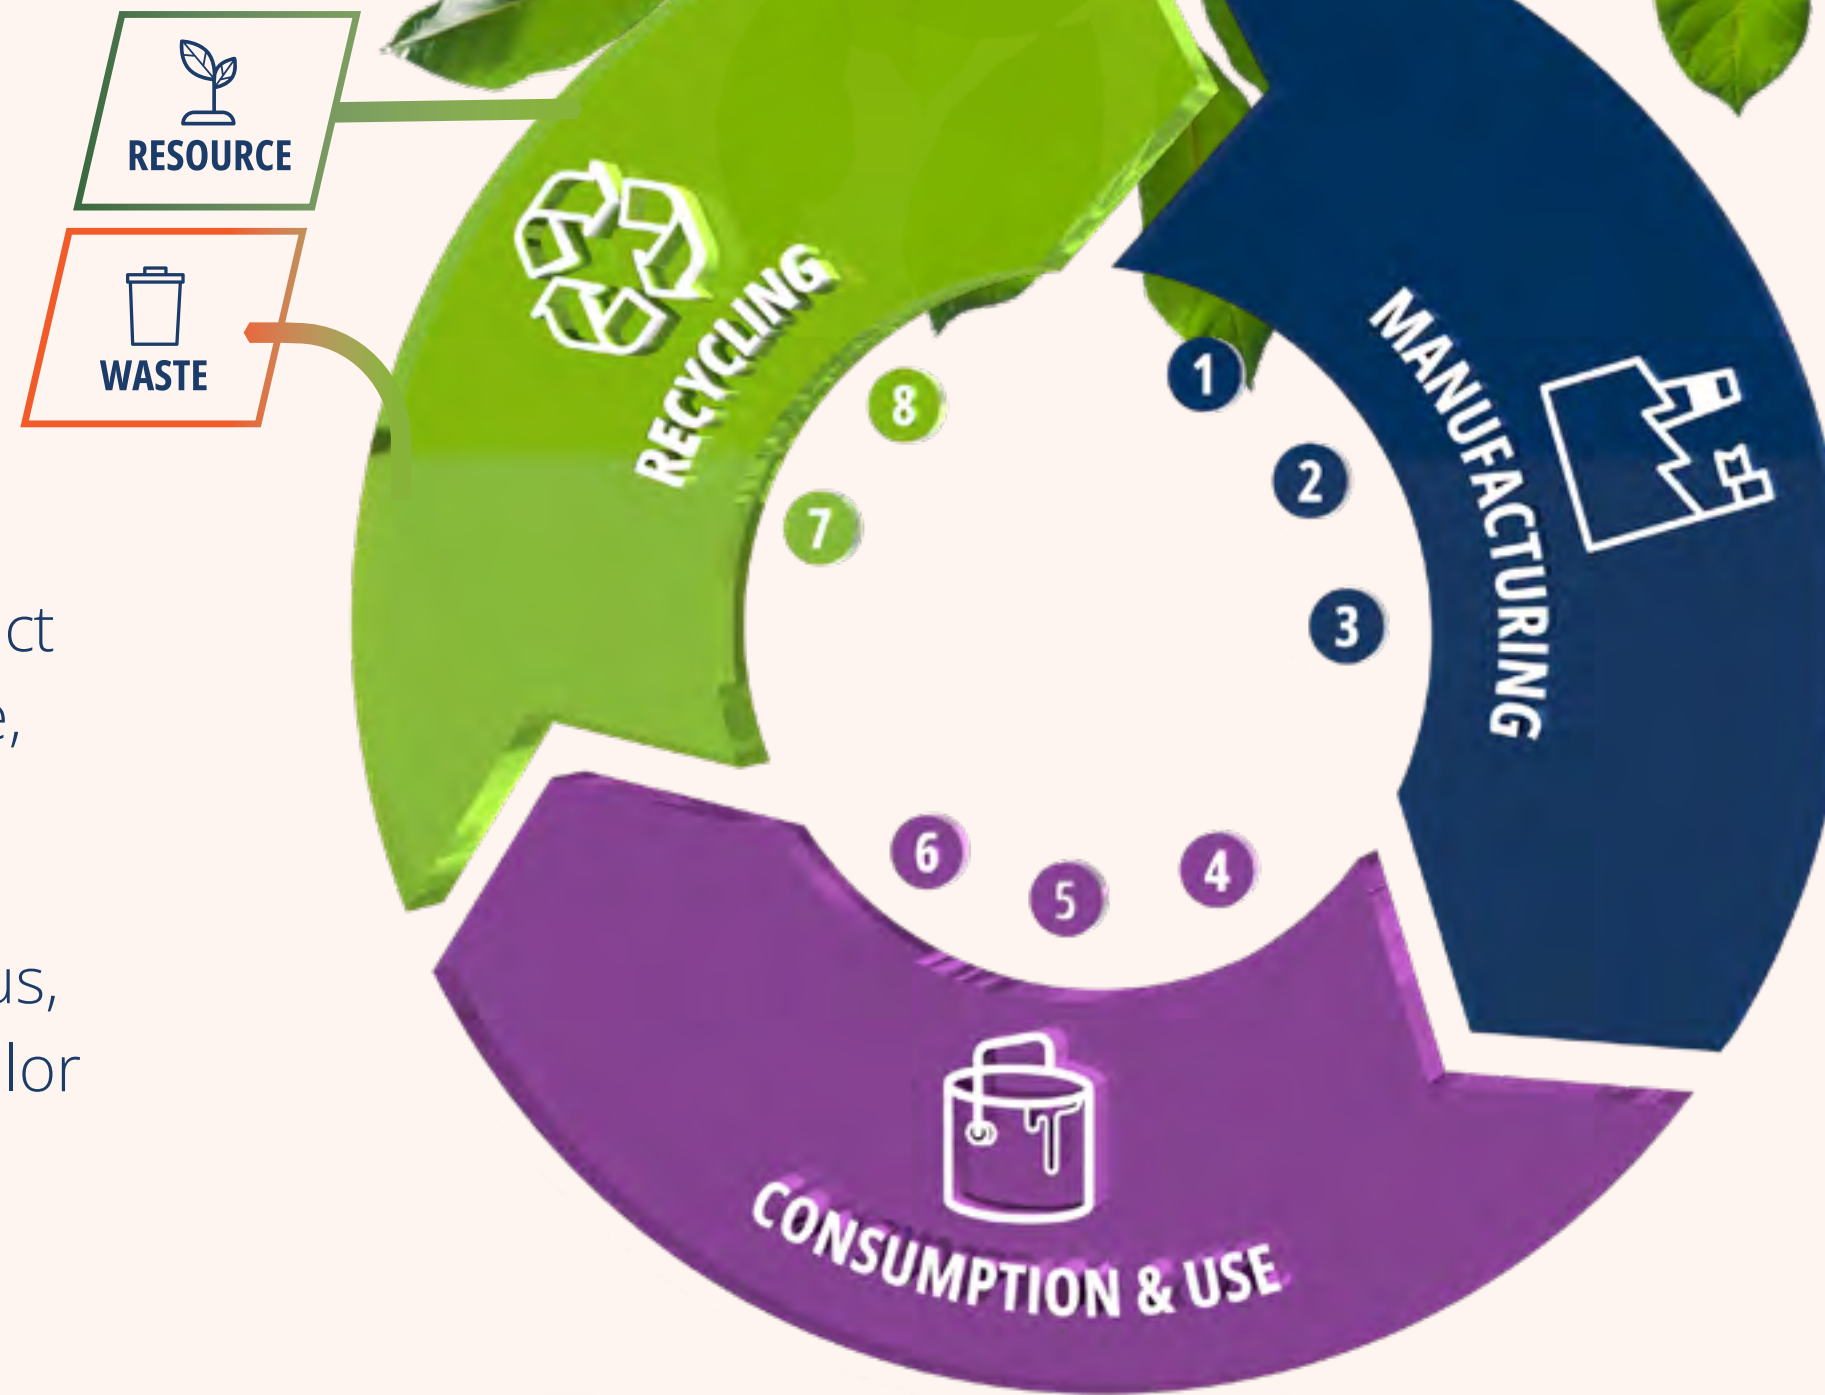 RESOURCE
WASTE
RECYCLING
MANUFACTURING
8
1
2
7
3
ct
e,
6
4
5
us,
lor
CONSUMPTION & USE